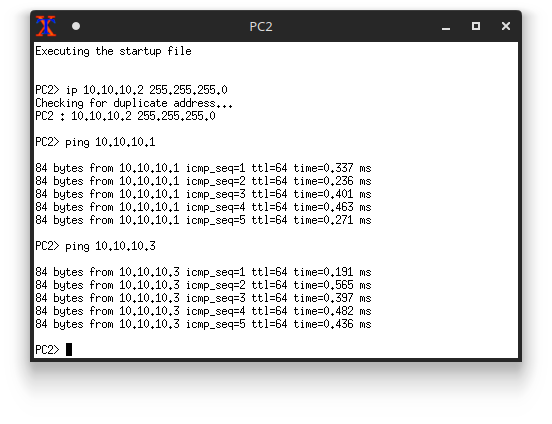 PC2
Executing the startup file
PC2> ip 10.10.10.2 255.255.255.0
Checking for duplicate address...
PC2 : 10.10.10.2 255.255.255.0
PC2> ping 10.10.10.1
84 bytes from 10.10.10.1 icmp_seq=1 ttl=64 time=0.337 ms
84 bytes from 10.10.10.1 icmp_seq=2 ttl=64 time=0.236 ms
84 bytes from 10.10.10.1 icmp_seq=3 ttl=64 time=0.401 ms
84 bytes from 10.10.10.1 icmp_seq=4 ttl=64 time=0.463 ms
84 bytes from 10.10.10.1 icmp_seq=5 ttl=64 time=0.271 ms
PC2> ping 10.10.10.3
84 bytes from 10.10.10.3 icmp_seq=1 ttl=64 time=0.191 ms
84 bytes from 10.10.10.3 icmp_seq=2 ttl=64 time=0.565 ms
84 bytes from 10.10.10.3 icmp_seq=3 ttl=64 time=0.397 ms
84 bytes from 10.10.10.3 icmp_seq=4 ttl=64 time=0.482 ms
84 bytes from 10.10.10.3 icmp_seq=5 ttl=64 time=0.436 ms
PC2>